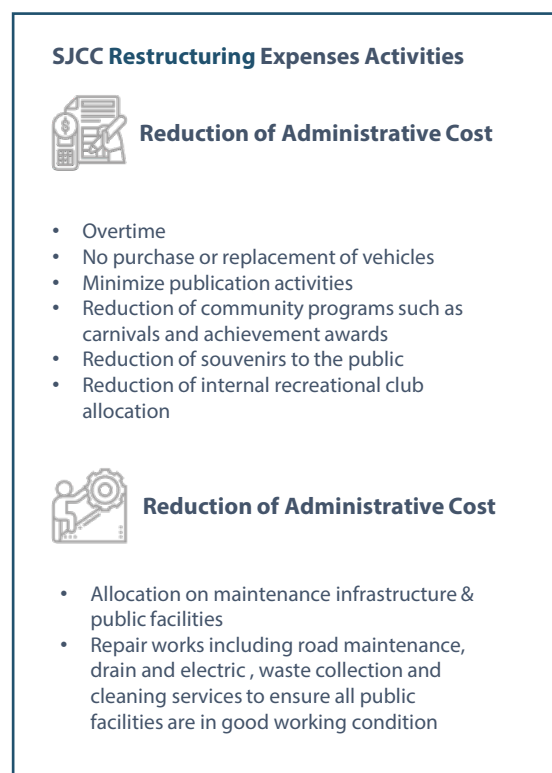 SJCC Restructuring Expenses Activities
$
Reduction of Administrative Cost
• Overtime
• No purchase or replacement of vehicles
• Minimize publication activities
• Reduction of community programs such as
carnivals and achievement awards
• Reduction of souvenirs to the public
• Reduction of internal recreational club
allocation
Reduction of Administrative Cost
• Allocation on maintenance infrastructure &
public facilities
• Repair works including road maintenance,
drain and electric , waste collection and
cleaning services to ensure all public
facilities are in good working condition